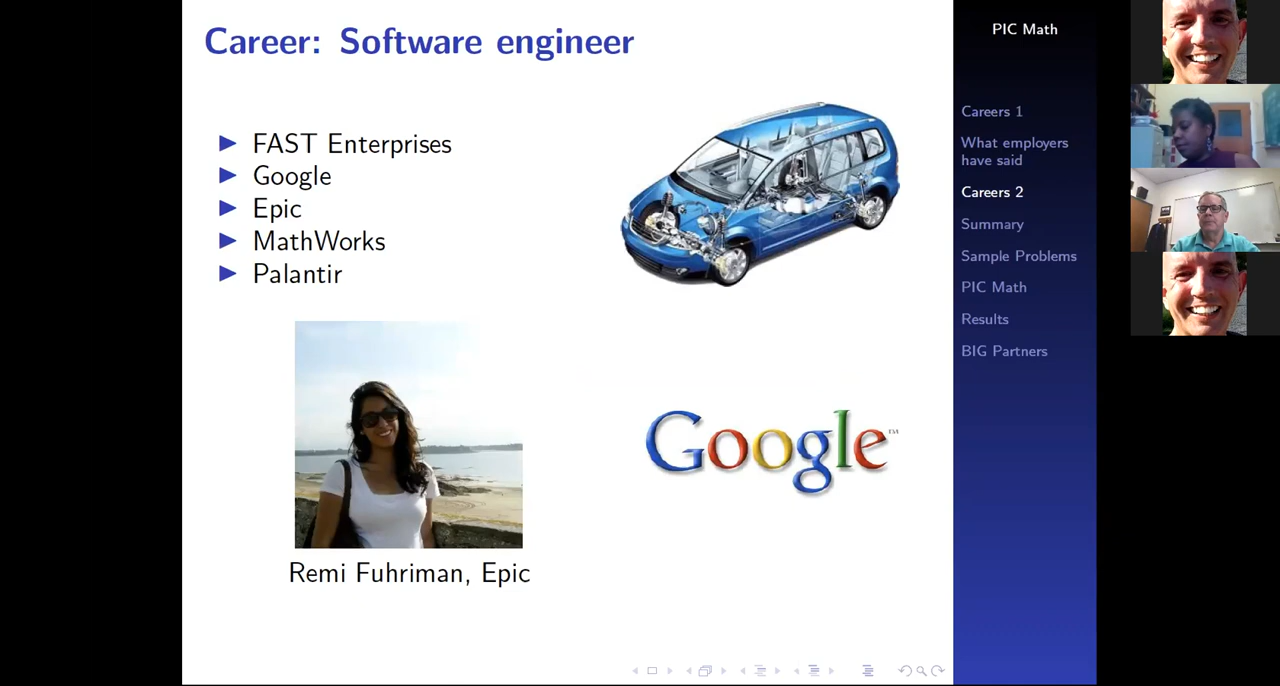 Career: Software engineer
FAST Enterprises
Google
Epic
MathWorks
Palantir
Remi Fuhriman, Epic
Google™
PIC Math
Careers 1
What employers
have said
Careers 2
Summary
Sample Problems
PIC Math
Results
BIG Partners